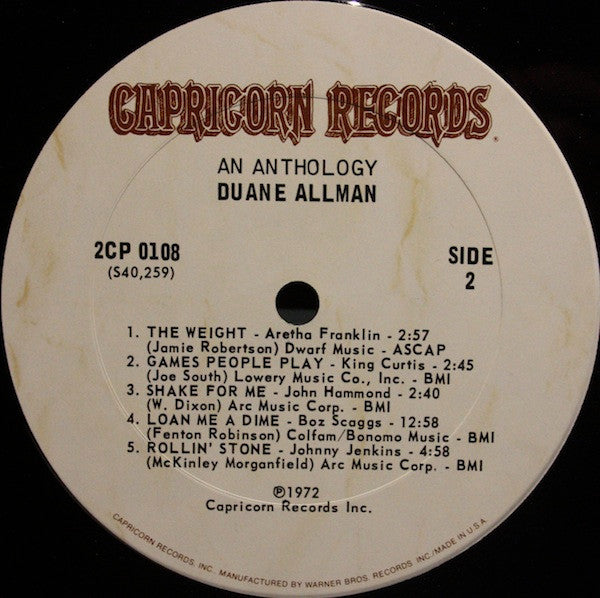 CAPRICORN RECORDS
AN ANTHOLOGY
DUANE ALLMAN
2CP 0108
(S40,259)
SIDE
2
1. THE WEIGHT - Aretha Franklin - 2:57
(Jamie Robertson) Dwarf Music - ASCAP
2. GAMES PEOPLE PLAY - King Curtis - 2:45
(Joe South) Lowery Music Co., Inc. - BMI
3. SHAKE FOR ME - John Hammond - 2:40
(W. Dixon) Arc Music Corp. - BMI
4. LOAN ME A DIME - Boz Scaggs - 12:58
(Fenton Robinson) Colfam/Bonomo Music - BMI
5. ROLLIN' STONE - Johnny Jenkins - 4:58
(McKinley Morganfield) Arc Music Corp. - BMI
℗1972
Capricorn Records Inc.
CAPRICORN RECORDS, INC. MANUFACTURED BY WARNER BROS. RECORDS INC./MADE IN U.S.A.